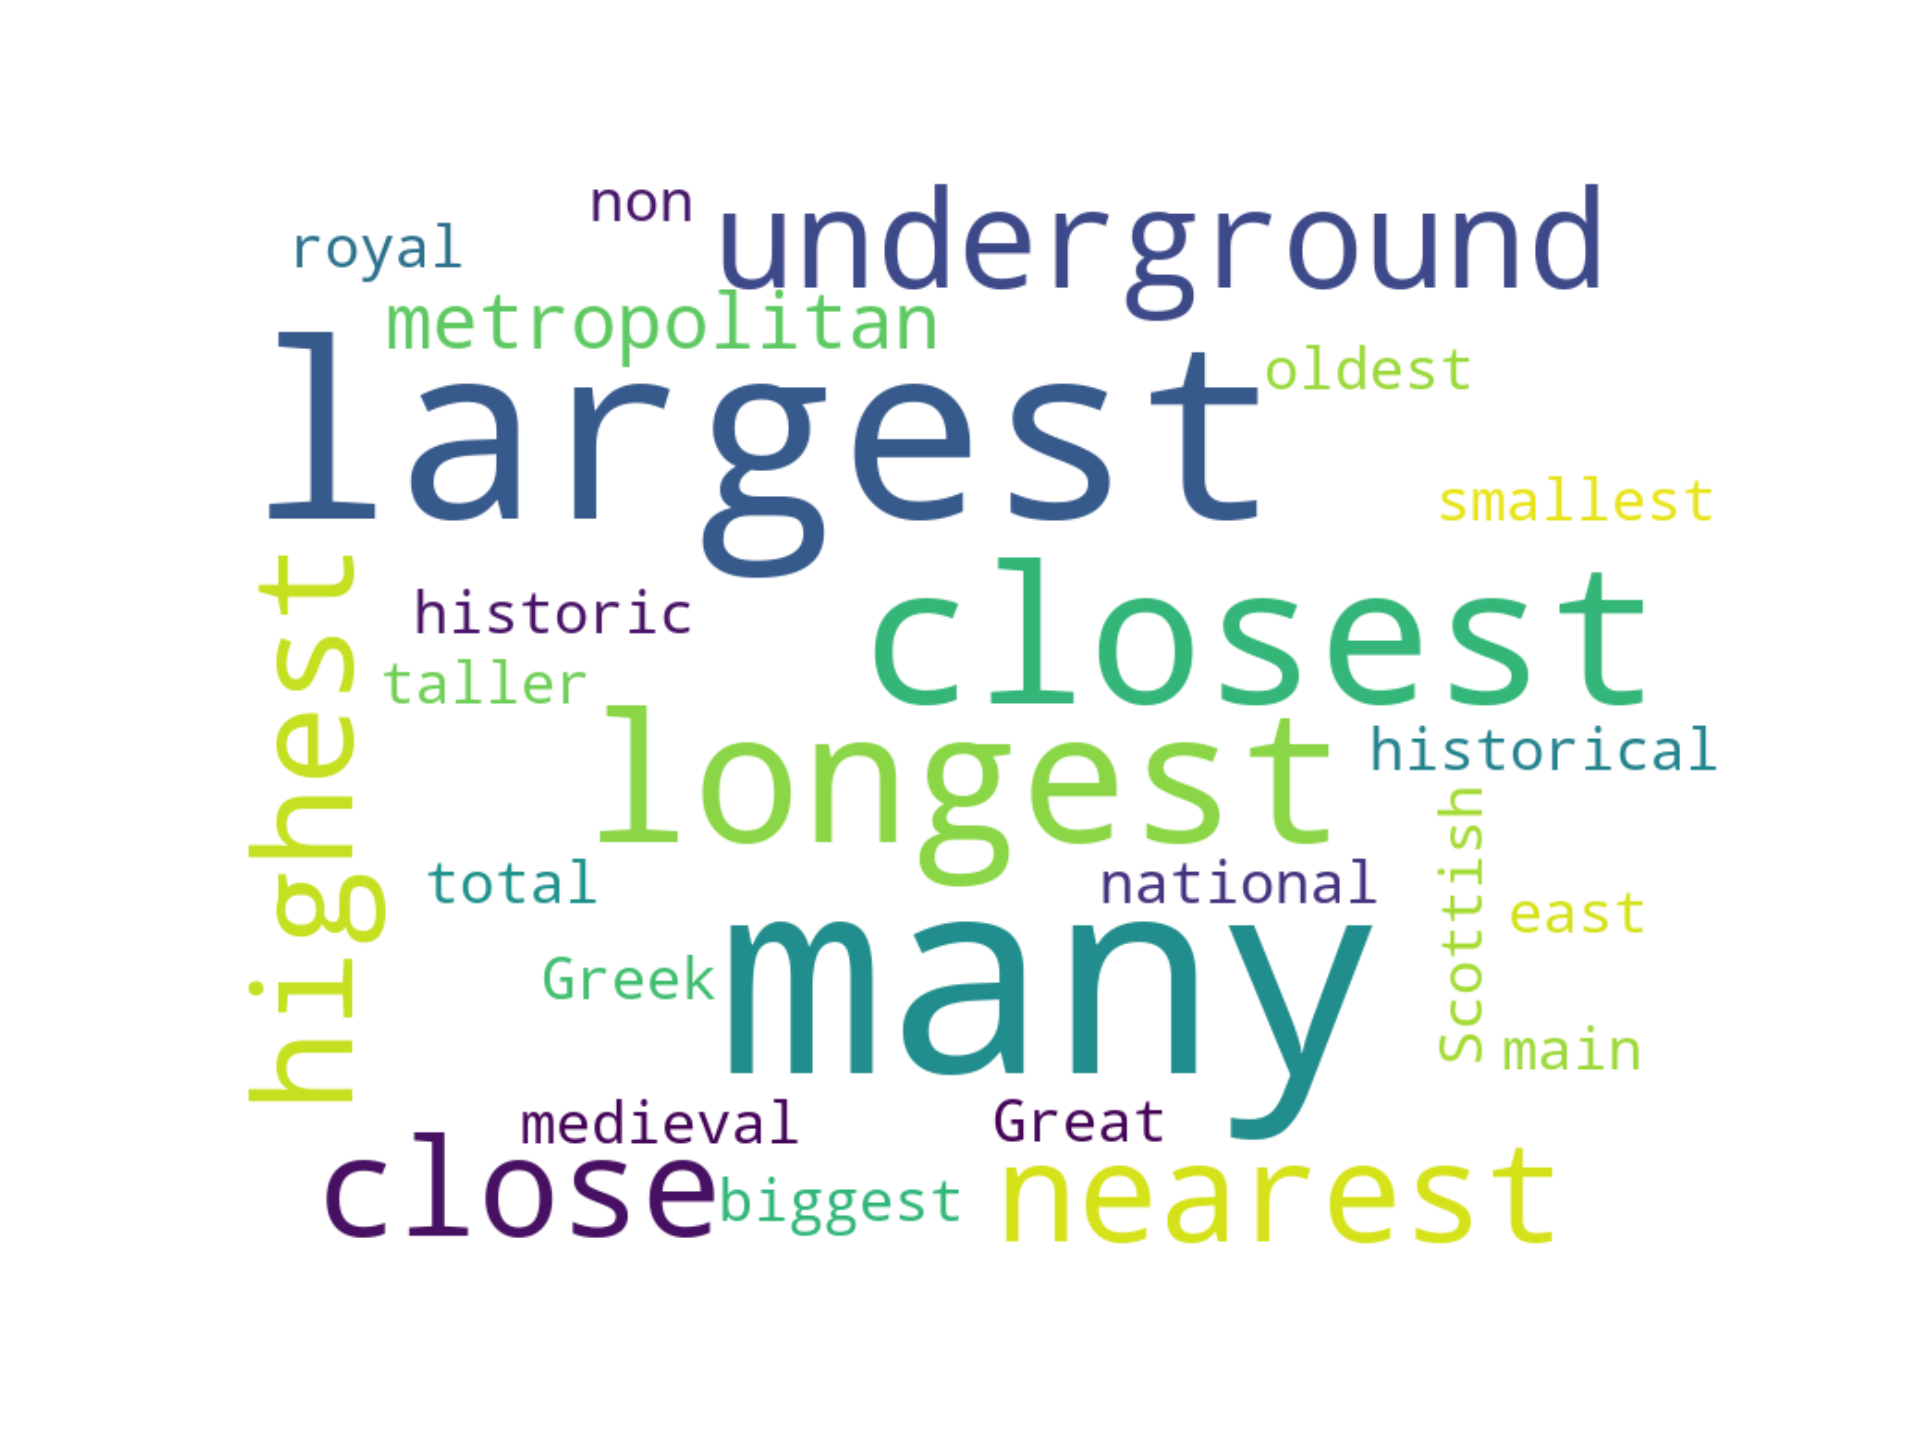 non
underground
royal
metropolitan
largest
oldest
smallest
highest
historic
closest
taller
longest
historical
Scottish
total
national
east
Greek
many
main
medieval
Great
close
biggest
nearest